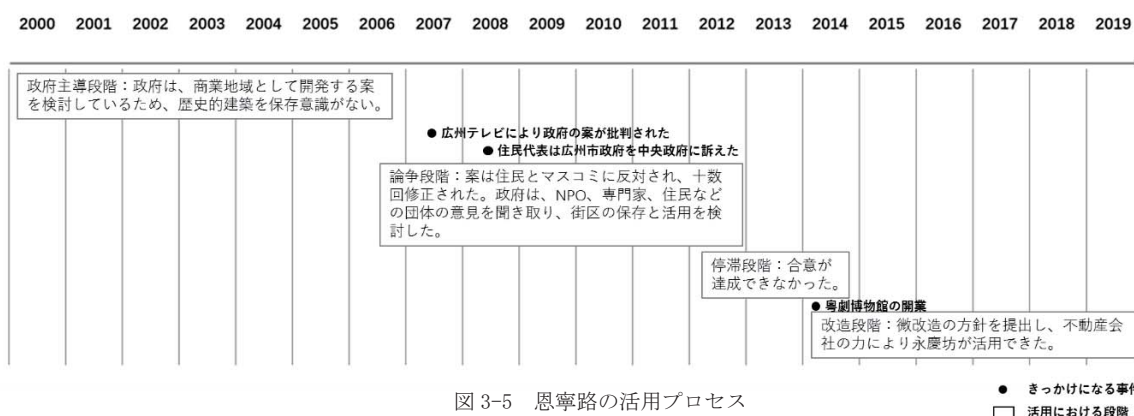 2000 2001 2002 2003 2004 2005 2006 2007 2008 2009 2010 2011 2012 2013 2014 2015 2016 2017 2018 2019
政府主導段階：政府は、商業地域として開発する案
を検討しているため、歴史的建築を保存意識がない。
● 広州テレビにより政府の案が批判された
● 住民代表は広州市政府を中央政府に訴えた
論争段階：案は住民とマスコミに反対され、十数
回修正された。政府は、NPO、専門家、住民など
の団体の意見を聞き取り、街区の保存と活用を検
討した。
停滞段階：合意が
達成できなかった。
● 粤劇博物館の開業
改造段階：微改造の方針を提出し、不動産会
社の力により永慶坊が活用できた。
● きっかけになる事件
活用における段階
図 3-5 恩寧路の活用プロセス